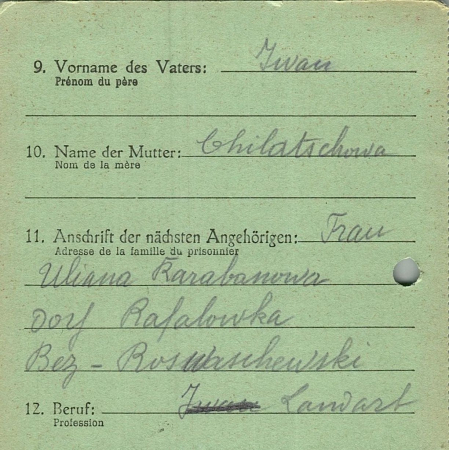 9. Vorname des Vaters: Iwan
Prénom du père
10. Name der Mutter: Chilatschowa
Nom de la mère
11. Anschrift der nächsten Angehörigen: Frau
Adresse de la famille du prisonnier
Uliana Karabanowa
Dorf Rafalowka
Bez-
12. Beruf: Iwan Landarb
Profession